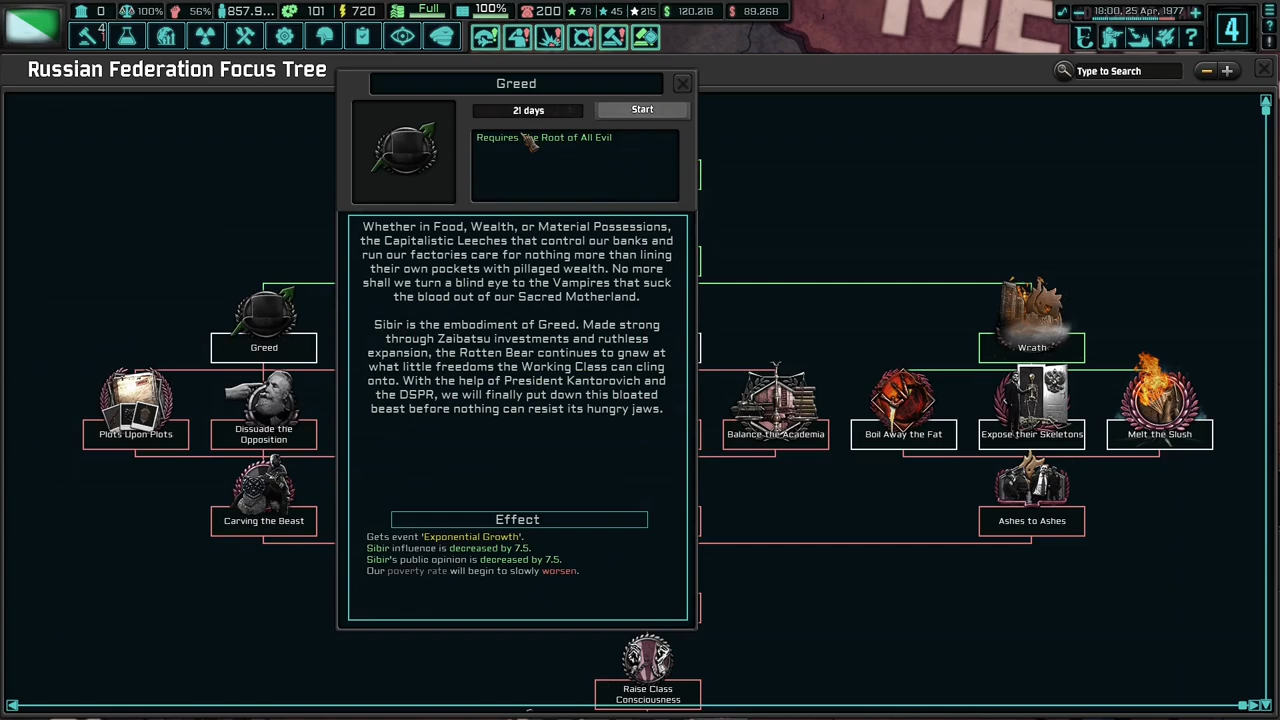 0
100%
56%
857.9...
101
720
Full
100%
200
78
45
215
120.21B
89.26B
18:00, 25 Apr, 1977
4
4
ME
Russian Federation Focus Tree
Type to Search
Greed
21 days
Start
Requires The Root of All Evil
Whether in Food, Wealth, or Material Possessions,
the Capitalistic Leeches that control our banks and
run our factories care for nothing more than lining
their own pockets with pillaged wealth. No more
shall we turn a blind eye to the Vampires that suck
the blood out of our Sacred Motherland.
Sibir is the embodiment of Greed. Made strong
through Zaibatsu investments and ruthless
expansion, the Rotten Bear continues to gnaw at
what little freedoms the Working Class can cling
onto. With the help of President Kantorovich and
the DSPR, we will finally put down this bloated
beast before nothing can resist its hungry jaws.
Effect
Gets event 'Exponential Growth'.
Sibir influence is decreased by 7.5.
Sibir's public opinion is decreased by 7.5.
Our poverty rate will begin to slowly worsen.
Greed
Wrath
Plots Upon Plots
Dissuade the
Opposition
Balance the Academia
Boil Away the Fat
Expose their Skeletons
Melt the Slush
Carving the Beast
Ashes to Ashes
Raise Class
Consciousness